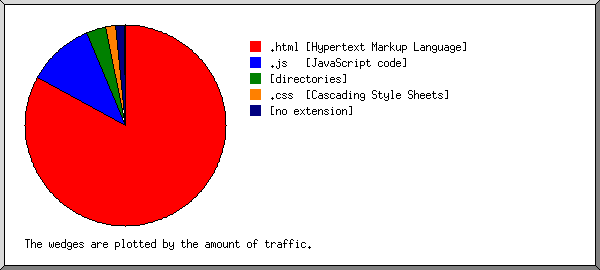 .html [Hypertext Markup Language]
.js [JavaScript code]
[directories]
.css [Cascading Style Sheets]
[no extension]
The wedges are plotted by the amount of traffic.